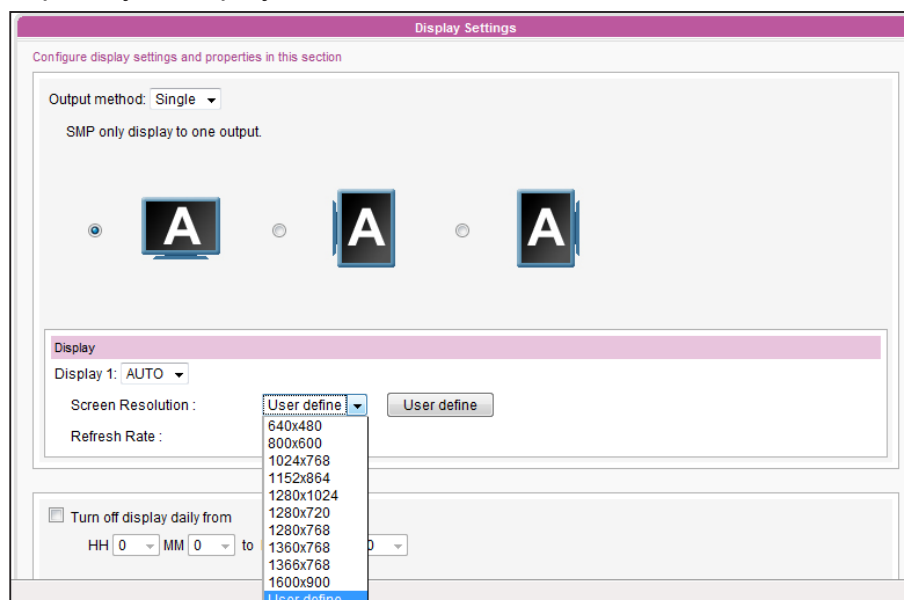 Display Settings
Configure display settings and properties in this section
Output method: Single
SMP only display to one output.
A A A
Display
Display 1: AUTO
Screen Resolution : User define User define
640x480
Refresh Rate :
800x600
1024x768
1152x864
1280x1024
1280x720
Turn off display daily from
1280x768
HH 0 MM 0 to
1360x768
1366x768
1600x900
User define